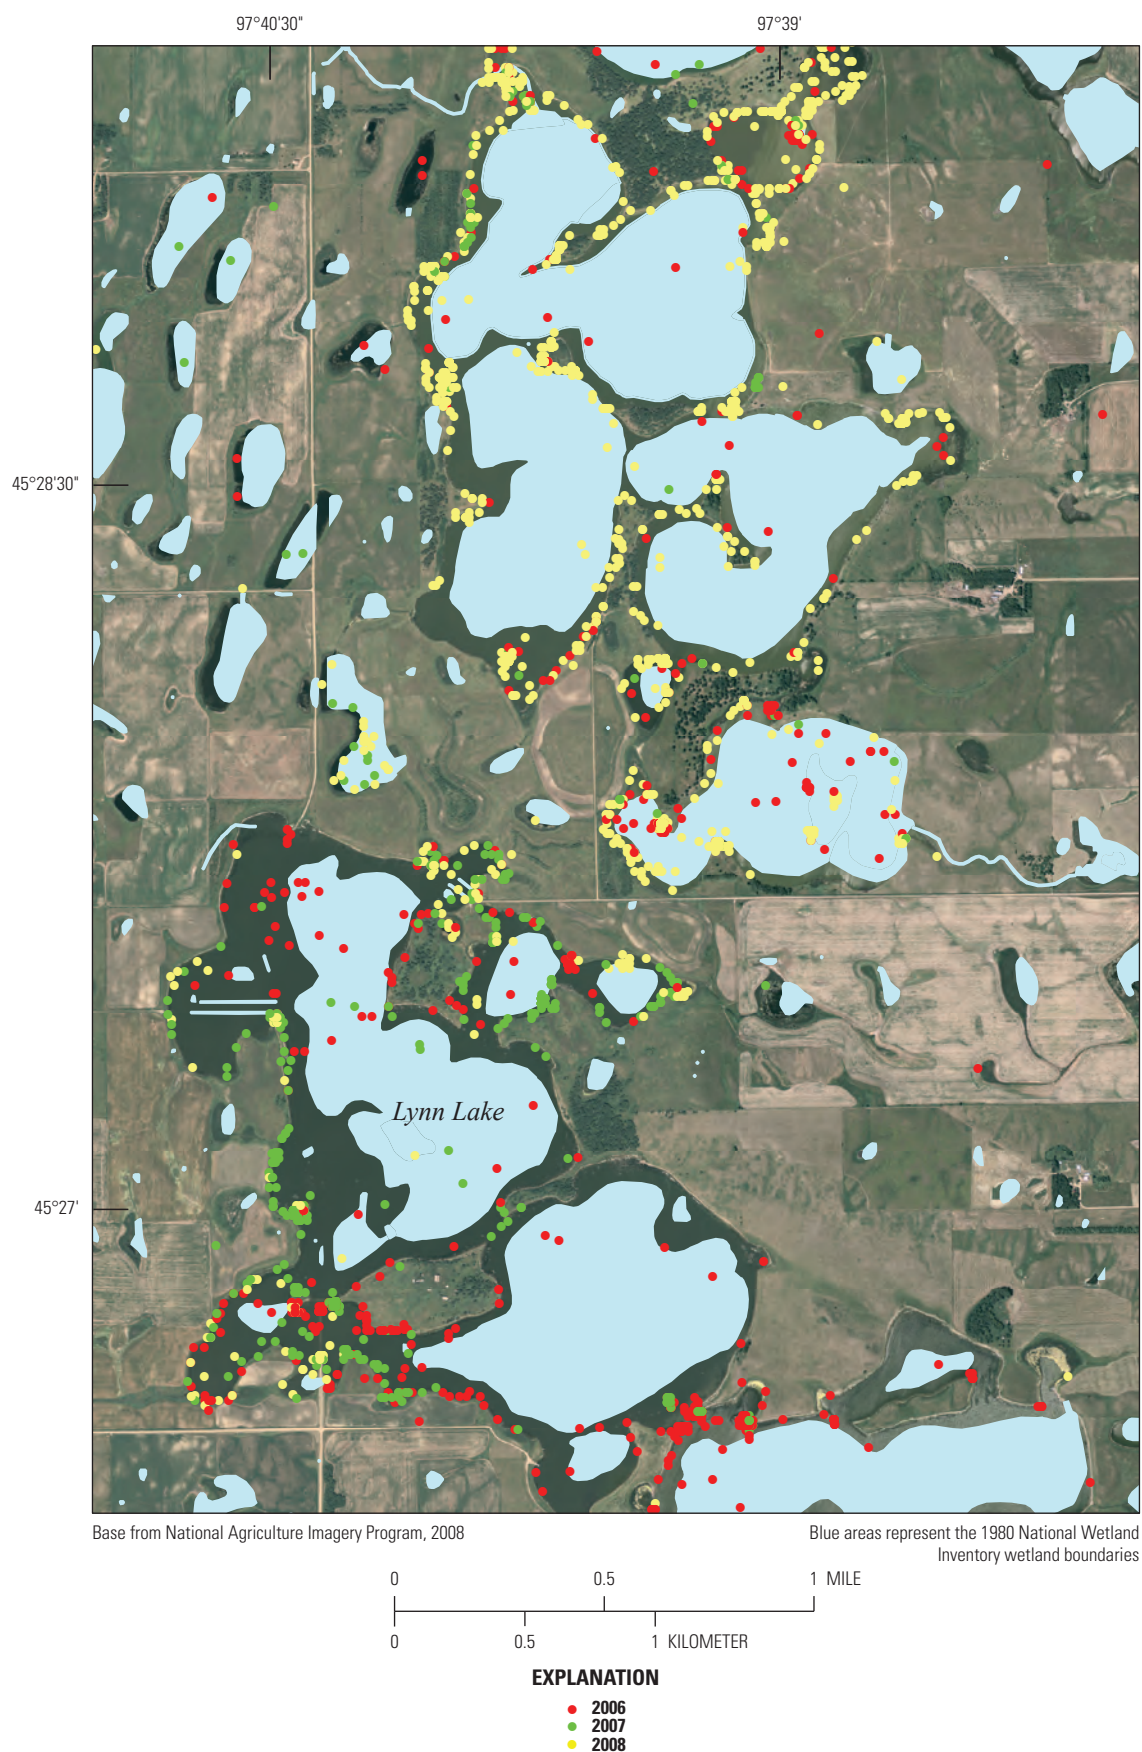 97°40'30"
97°39'
45°28'30"
Lynn Lake
45°27'
Base from National Agriculture Imagery Program, 2008
Blue areas represent the 1980 National Wetland
Inventory wetland boundaries
0 0.5 1 MILE
0 0.5 1 KILOMETER
EXPLANATION
2006
2007
2008